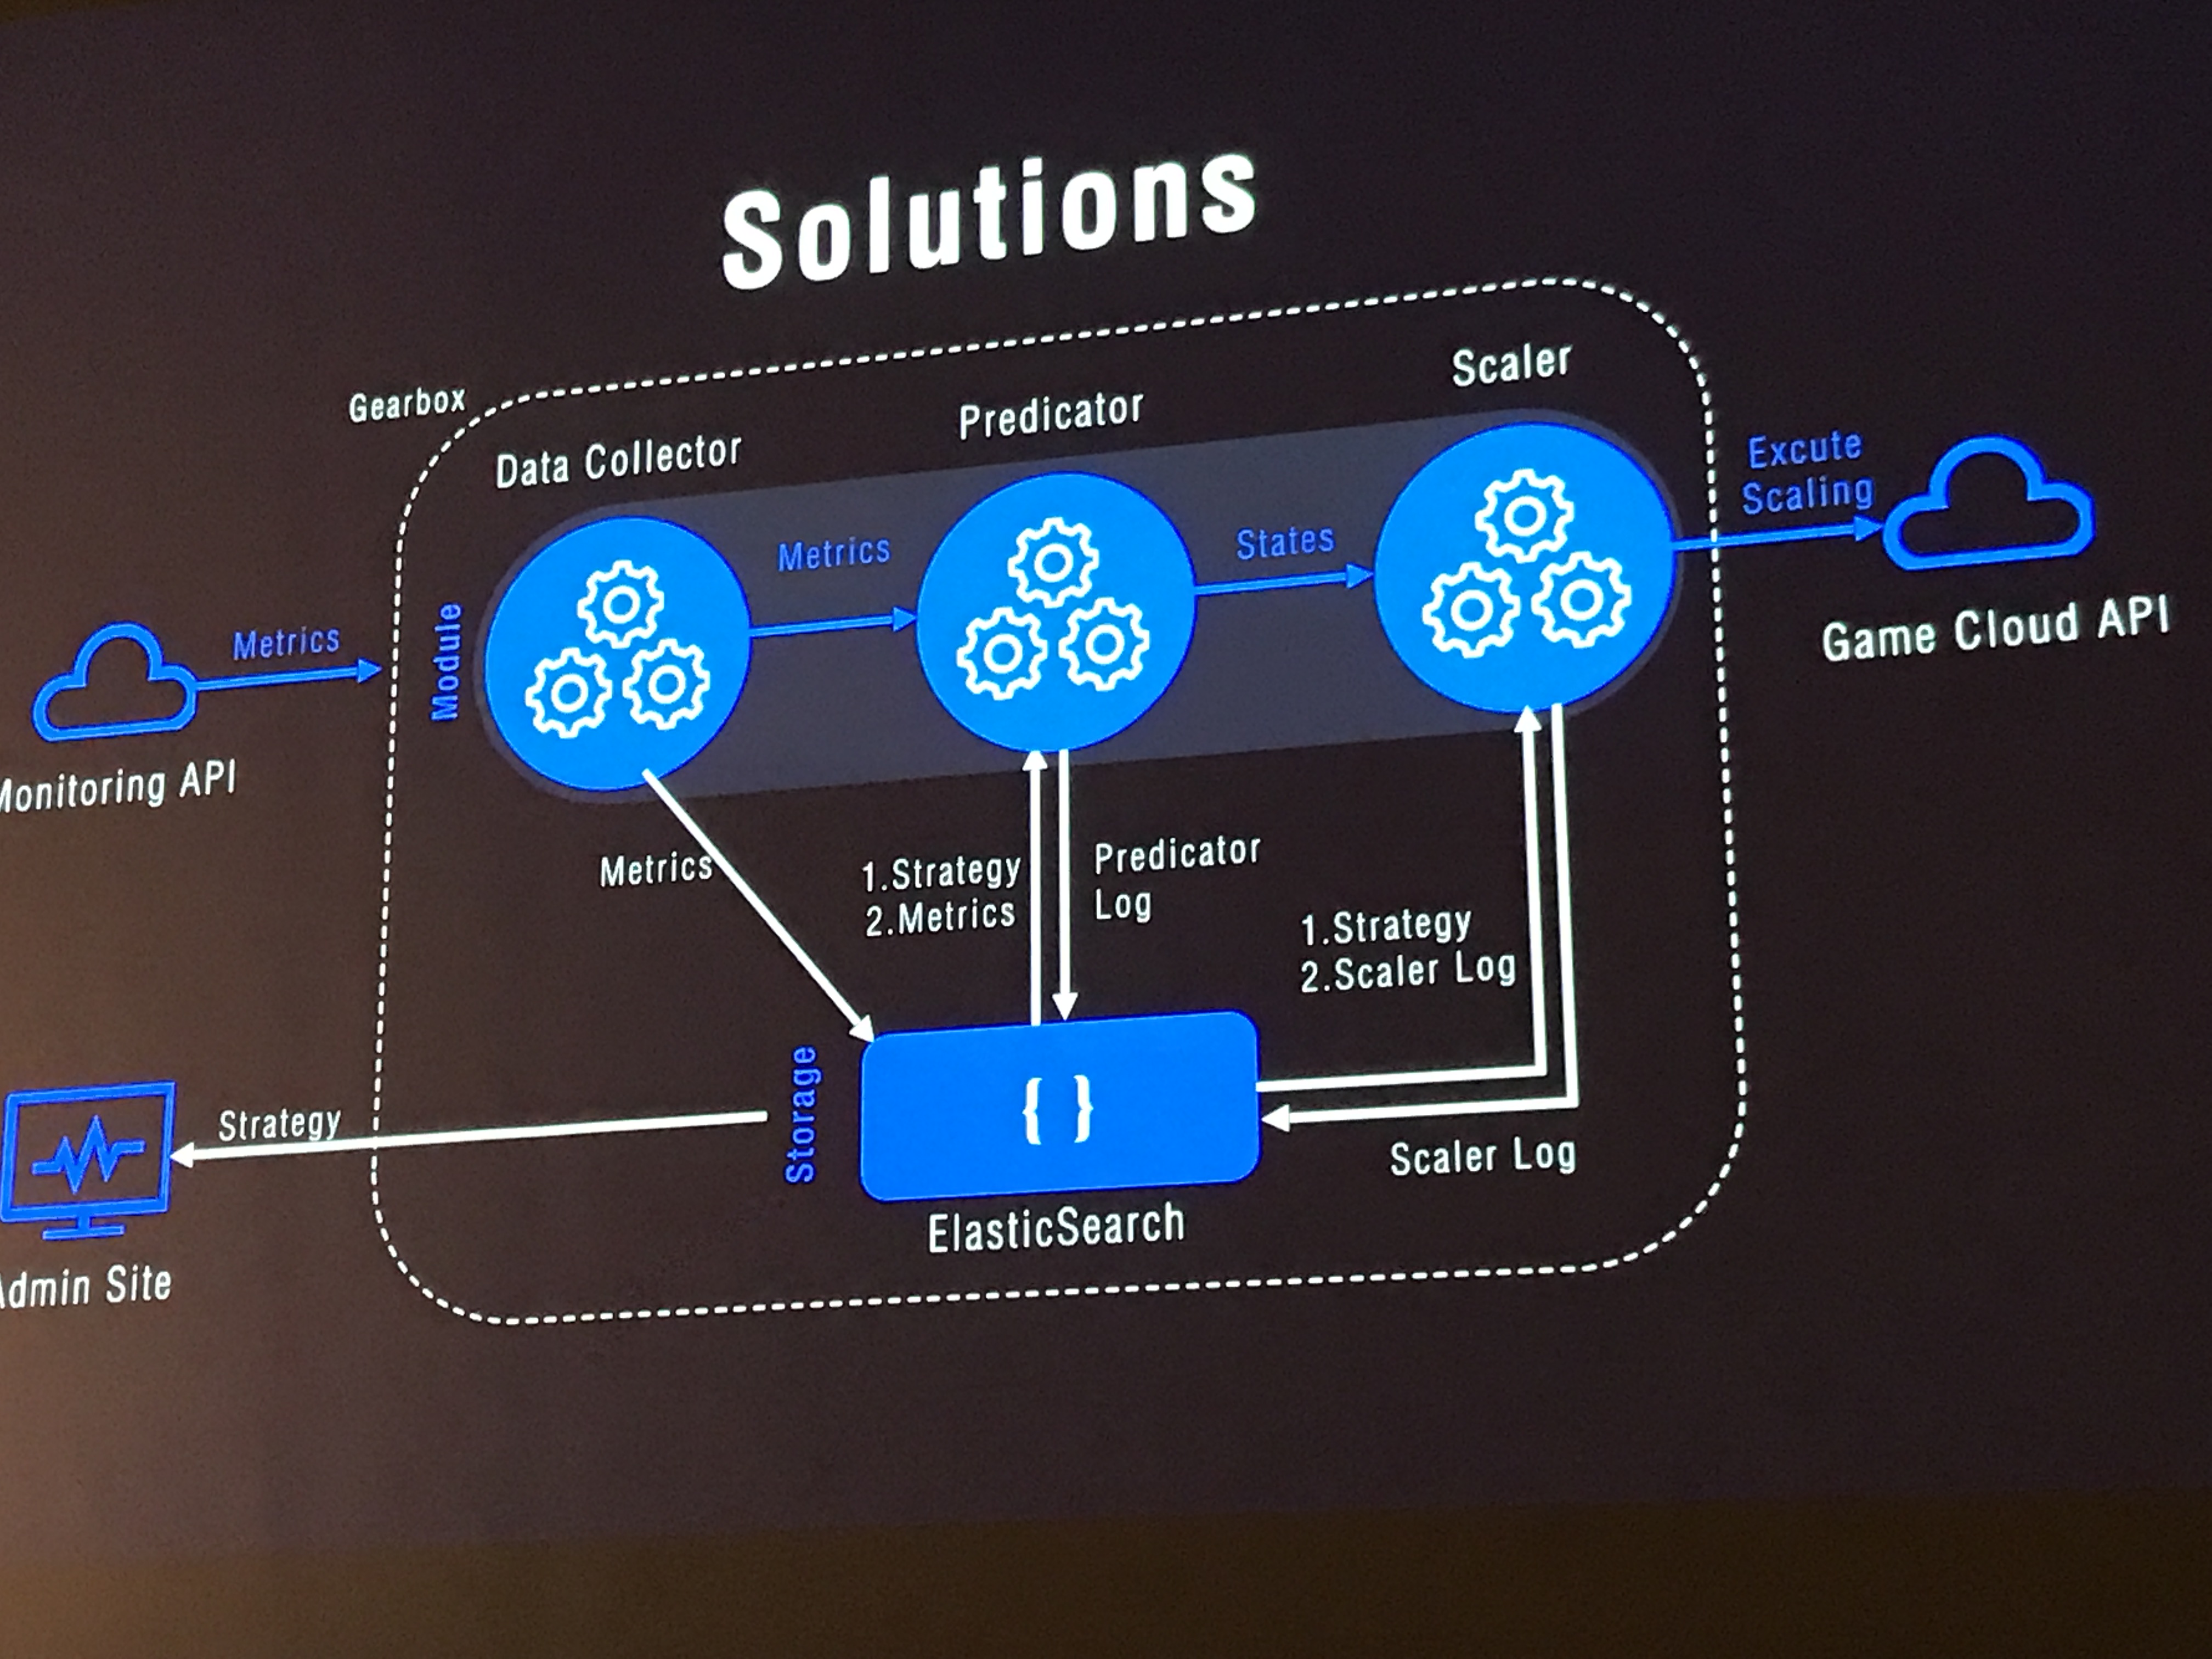 Solutions
Gearbox
Data Collector
Predicator
Scaler
Module
Metrics
Metrics
States
Excute
Scaling
Monitoring API
Game Cloud API
Metrics
1.Strategy
2.Metrics
Predicator
Log
1.Strategy
2.Scaler Log
Storage
{ }
Strategy
Scaler Log
ElasticSearch
Admin Site